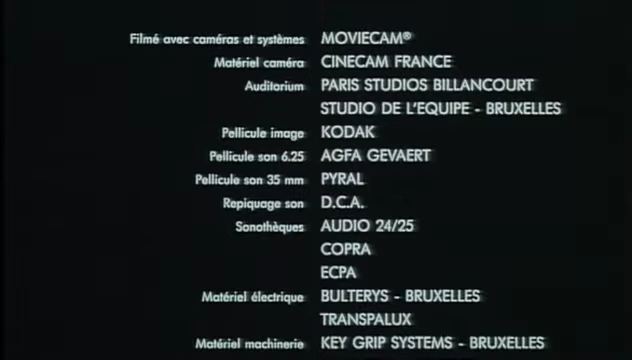 Filmé avec caméras et systèmes MOVIECAM®
Matériel caméra CINECAM FRANCE
Auditorium PARIS STUDIOS BILLANCOURT
STUDIO DE L'EQUIPE - BRUXELLES
Pellicule image KODAK
Pellicule son 6.25 AGFA GEVAERT
Pellicule son 35 mm PYRAL
Repiquage son D.C.A.
Sonothèques AUDIO 24/25
COPRA
ECPA
Matériel électrique BULTERYS - BRUXELLES
TRANSPALUX
Matériel machinerie KEY GRIP SYSTEMS - BRUXELLES